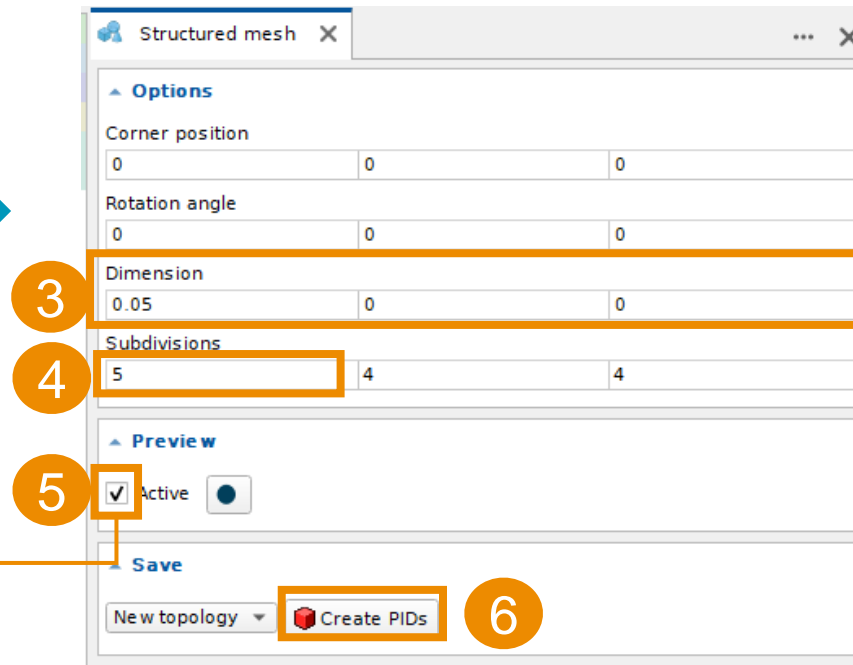 Structured mesh
Options
Corner position
0 0 0
Rotation angle
0 0 0
3
Dimension
0.05 0 0
Subdivisions
4
5 4 4
Preview
5
Active
Save
New topology Create PIDs
6